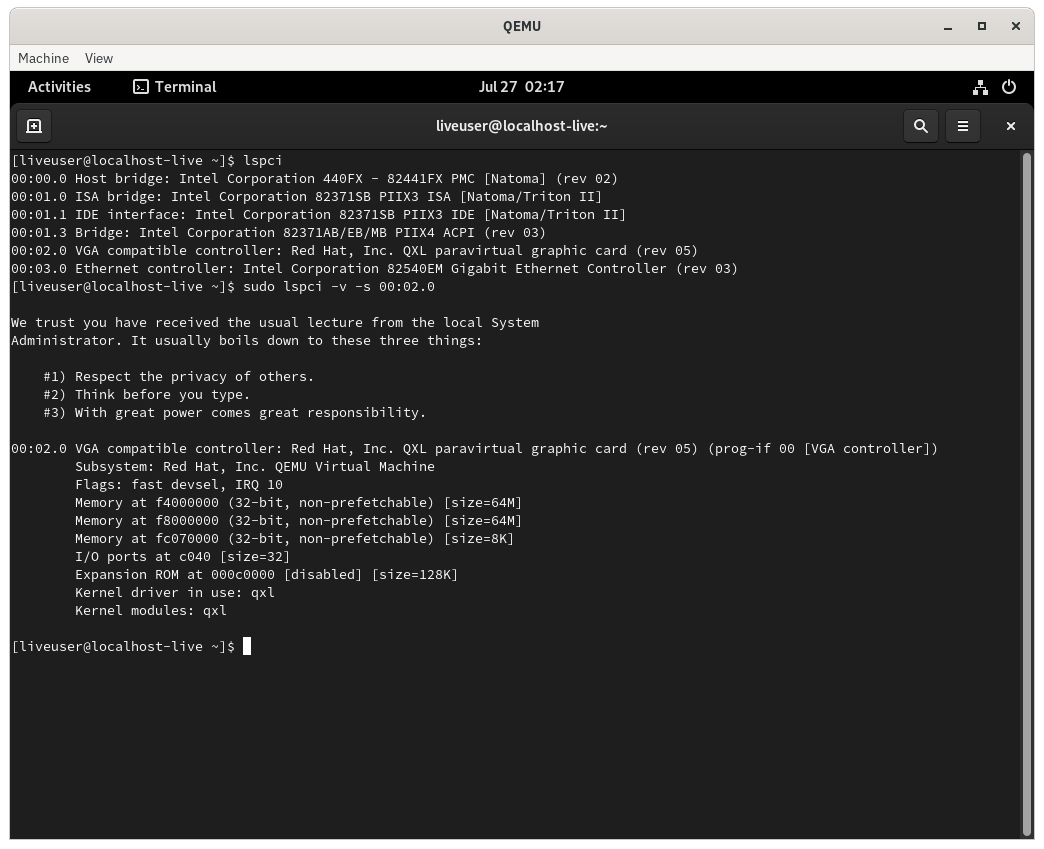 QEMU
Machine View
Activities Terminal Jul 27 02:17
liveuser@localhost-live:~
[liveuser@localhost-live ~]$ lspci
00:00.0 Host bridge: Intel Corporation 440FX - 82441FX PMC [Natoma] (rev 02)
00:01.0 ISA bridge: Intel Corporation 82371SB PIIX3 ISA [Natoma/Triton II]
00:01.1 IDE interface: Intel Corporation 82371SB PIIX3 IDE [Natoma/Triton II]
00:01.3 Bridge: Intel Corporation 82371AB/EB/MB PIIX4 ACPI (rev 03)
00:02.0 VGA compatible controller: Red Hat, Inc. QXL paravirtual graphic card (rev 05)
00:03.0 Ethernet controller: Intel Corporation 82540EM Gigabit Ethernet Controller (rev 03)
[liveuser@localhost-live ~]$ sudo lspci -v -s 00:02.0
We trust you have received the usual lecture from the local System
Administrator. It usually boils down to these three things:
#1) Respect the privacy of others.
#2) Think before you type.
#3) With great power comes great responsibility.
00:02.0 VGA compatible controller: Red Hat, Inc. QXL paravirtual graphic card (rev 05) (prog-if 00 [VGA controller])
Subsystem: Red Hat, Inc. QEMU Virtual Machine
Flags: fast devsel, IRQ 10
Memory at f4000000 (32-bit, non-prefetchable) [size=64M]
Memory at f8000000 (32-bit, non-prefetchable) [size=64M]
Memory at fc070000 (32-bit, non-prefetchable) [size=8K]
I/O ports at c040 [size=32]
Expansion ROM at 000c0000 [disabled] [size=128K]
Kernel driver in use: qxl
Kernel modules: qxl
[liveuser@localhost-live ~]$